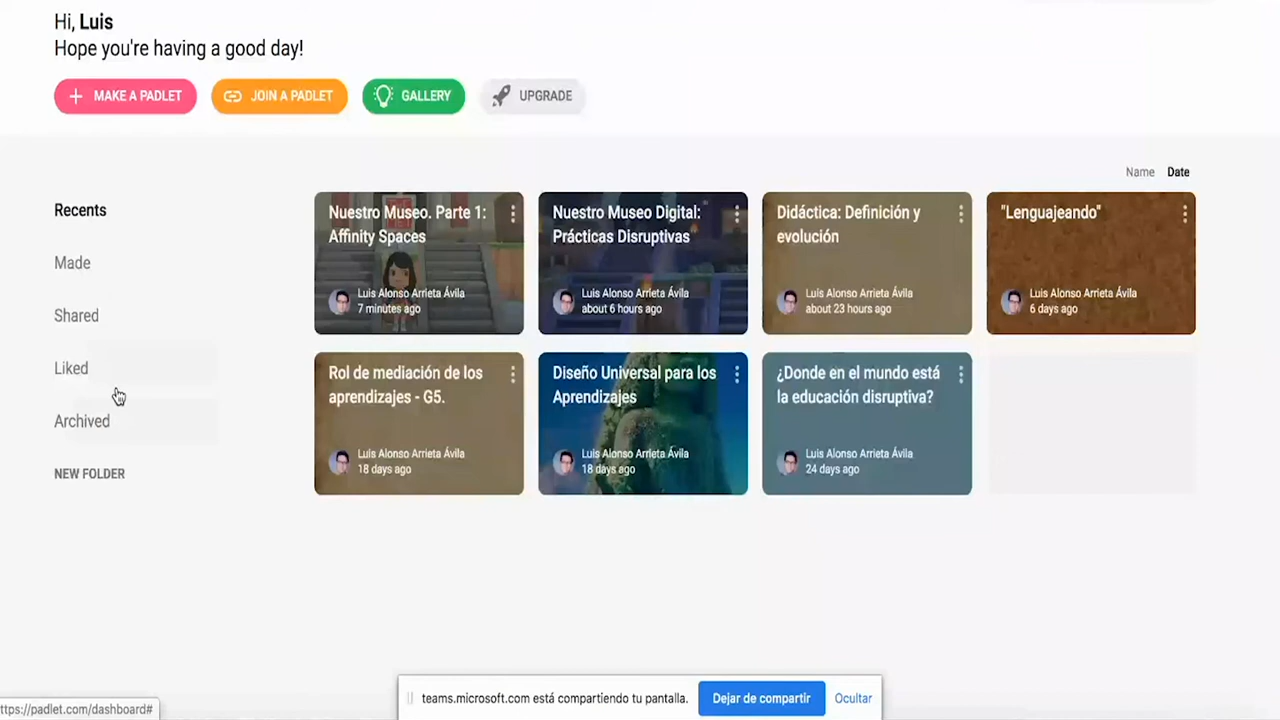 Hi, Luis
Hope you're having a good day!
MAKE A PADLET
JOIN A PADLET
GALLERY
UPGRADE
Name
Date
Recents
Made
Shared
Liked
Archived
NEW FOLDER
Nuestro Museo. Parte 1:
Affinity Spaces
Luis Alonso Arrieta Ávila
7 minutes ago
Nuestro Museo Digital:
Prácticas Disruptivas
Luis Alonso Arrieta Ávila
about 6 hours ago
Didáctica: Definición y
evolución
Luis Alonso Arrieta Ávila
about 23 hours ago
"Lenguajeando"
Luis Alonso Arrieta Ávila
6 days ago
Rol de mediación de los
aprendizajes - G5.
Luis Alonso Arrieta Ávila
18 days ago
Diseño Universal para los
Aprendizajes
Luis Alonso Arrieta Ávila
18 days ago
¿Donde en el mundo está
la educación disruptiva?
Luis Alonso Arrieta Ávila
24 days ago
teams.microsoft.com está compartiendo tu pantalla.
Dejar de compartir
Ocultar
ttps://padlet.com/dashboard#